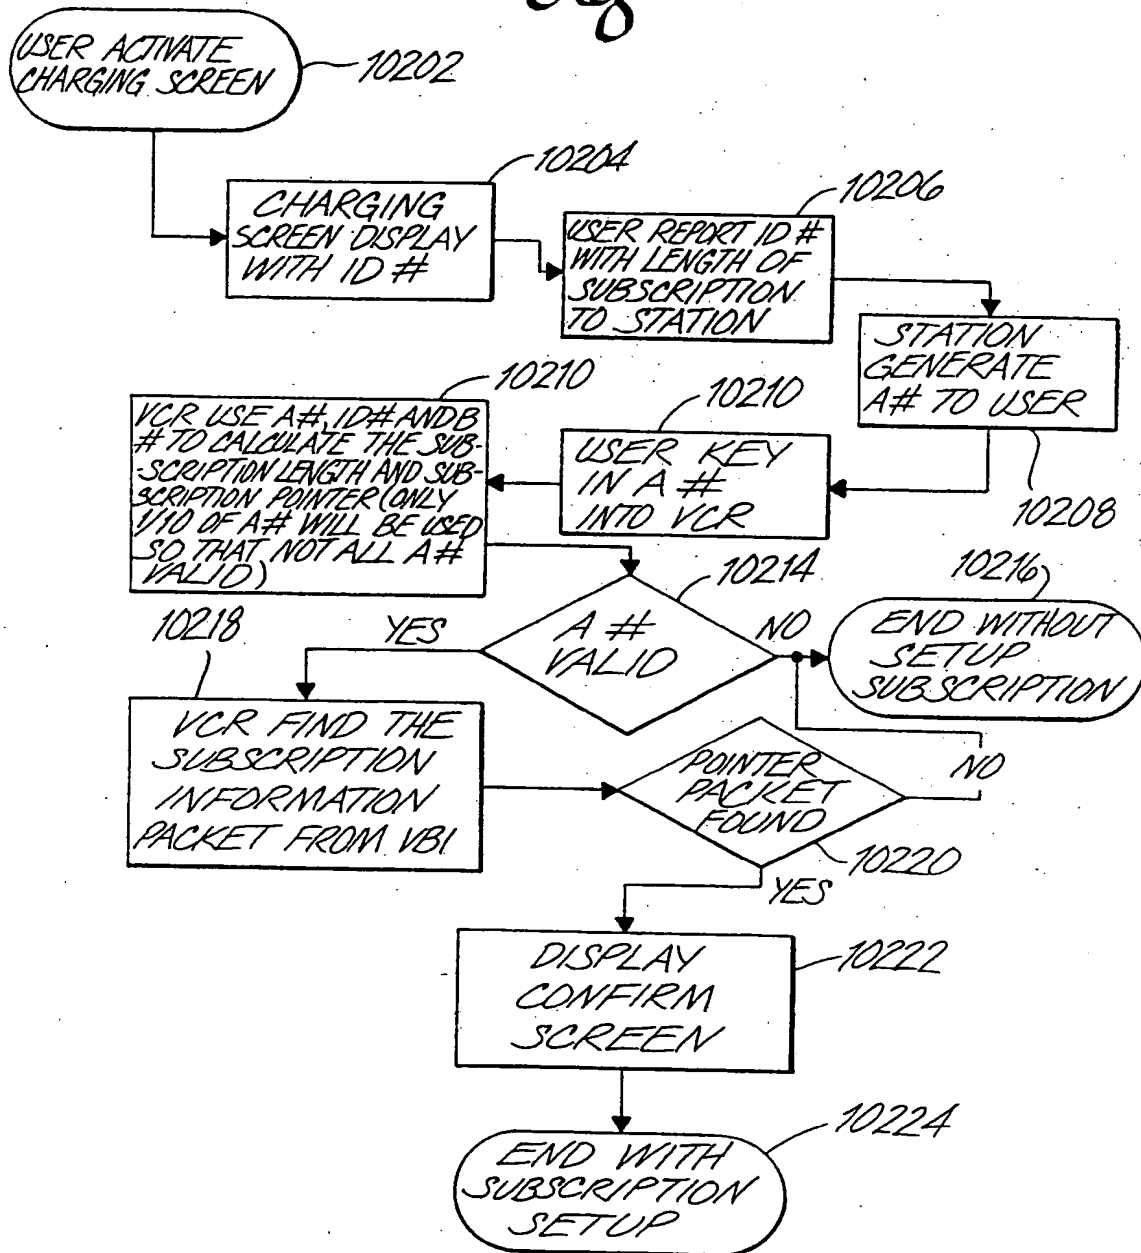 USER ACTIVATE
CHARGING SCREEN
10202
10204
CHARGING
SCREEN DISPLAY
WITH ID #
10206
USER REPORT ID #
WITH LENGTH OF
SUBSCRIPTION
TO STATION
STATION
GENERATE
A# TO USER
10208
10210
USER KEY
IN A #
INTO VCR
10210
VCR USE A#, ID# AND B
# TO CALCULATE THE SUB-
-SCRIPTION LENGTH AND SUB-
SCRIPTION POINTER (ONLY
1/10 OF A# WILL BE USED
SO THAT NOT ALL A#
VALID)
10214
A #
VALID
YES
NO
10216
END WITHOUT
SETUP
SUBSCRIPTION
10218
VCR FIND THE
SUBSCRIPTION
INFORMATION
PACKET FROM VBI
POINTER
PACKET
FOUND
NO
10220
YES
DISPLAY
CONFIRM
SCREEN
10222
END WITH
SUBSCRIPTION
SETUP
10224